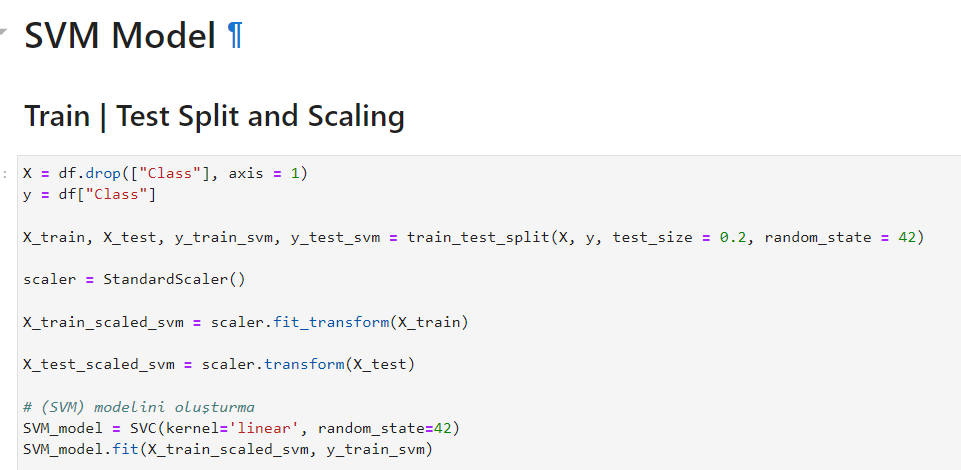 SVM Model ¶
Train | Test Split and Scaling
:
X = df.drop(["Class"], axis = 1)
y = df["Class"]
X_train, X_test, y_train_svm, y_test_svm = train_test_split(X, y, test_size = 0.2, random_state = 42)
scaler = StandardScaler()
X_train_scaled_svm = scaler.fit_transform(X_train)
X_test_scaled_svm = scaler.transform(X_test)
# (SVM) modelini oluşturma
SVM_model = SVC(kernel='linear', random_state=42)
SVM_model.fit(X_train_scaled_svm, y_train_svm)